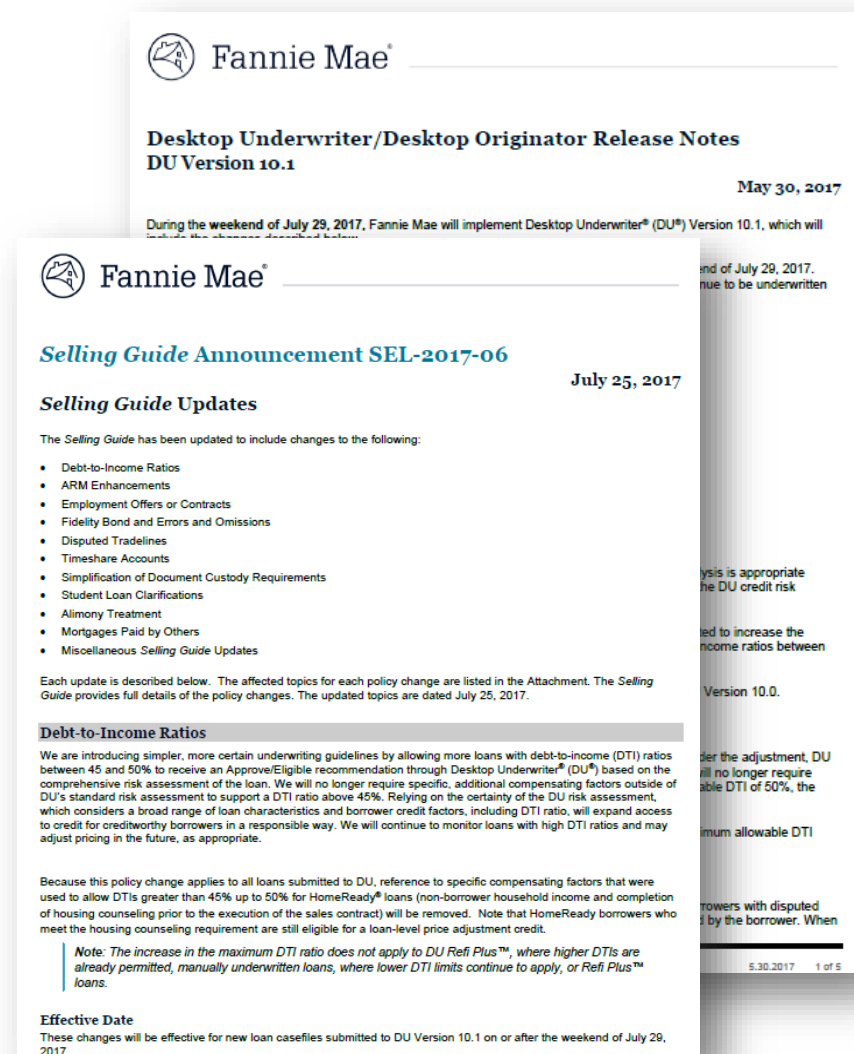 Fannie Mae®
Desktop Underwriter/Desktop Originator Release Notes
DU Version 10.1
May 30, 2017
During the weekend of July 29, 2017, Fannie Mae will implement Desktop Underwriter® (DU®) Version 10.1, which will
include the changes described below
end of July 29, 2017.
nue to be underwritten
lysis is appropriate
he DU credit risk
ted to increase the
ncome ratios between
Version 10.0.
der the adjustment, DU
will no longer require
able DTI of 50%, the
imum allowable DTI
rrowers with disputed
d by the borrower. When
5.30.2017 1 of 5
Fannie Mae®
Selling Guide Announcement SEL-2017-06
July 25, 2017
Selling Guide Updates
The Selling Guide has been updated to include changes to the following:
• Debt-to-Income Ratios
• ARM Enhancements
• Employment Offers or Contracts
• Fidelity Bond and Errors and Omissions
• Disputed Tradelines
• Timeshare Accounts
• Simplification of Document Custody Requirements
• Student Loan Clarifications
• Alimony Treatment
• Mortgages Paid by Others
• Miscellaneous Selling Guide Updates
Each update is described below. The affected topics for each policy change are listed in the Attachment. The Selling
Guide provides full details of the policy changes. The updated topics are dated July 25, 2017.
Debt-to-Income Ratios
We are introducing simpler, more certain underwriting guidelines by allowing more loans with debt-to-income (DTI) ratios
between 45 and 50% to receive an Approve/Eligible recommendation through Desktop Underwriter® (DU®) based on the
comprehensive risk assessment of the loan. We will no longer require specific, additional compensating factors outside of
DU's standard risk assessment to support a DTI ratio above 45%. Relying on the certainty of the DU risk assessment,
which considers a broad range of loan characteristics and borrower credit factors, including DTI ratio, will expand access
to credit for creditworthy borrowers in a responsible way. We will continue to monitor loans with high DTI ratios and may
adjust pricing in the future, as appropriate.
Because this policy change applies to all loans submitted to DU, reference to specific compensating factors that were
used to allow DTIs greater than 45% up to 50% for HomeReady® loans (non-borrower household income and completion
of housing counseling prior to the execution of the sales contract) will be removed. Note that HomeReady borrowers who
meet the housing counseling requirement are still eligible for a loan-level price adjustment credit.
Note: The increase in the maximum DTI ratio does not apply to DU Refi Plus™, where higher DTIs are
already permitted, manually underwritten loans, where lower DTI limits continue to apply, or Refi Plus™
loans.
Effective Date
These changes will be effective for new loan casefiles submitted to DU Version 10.1 on or after the weekend of July 29,
2017